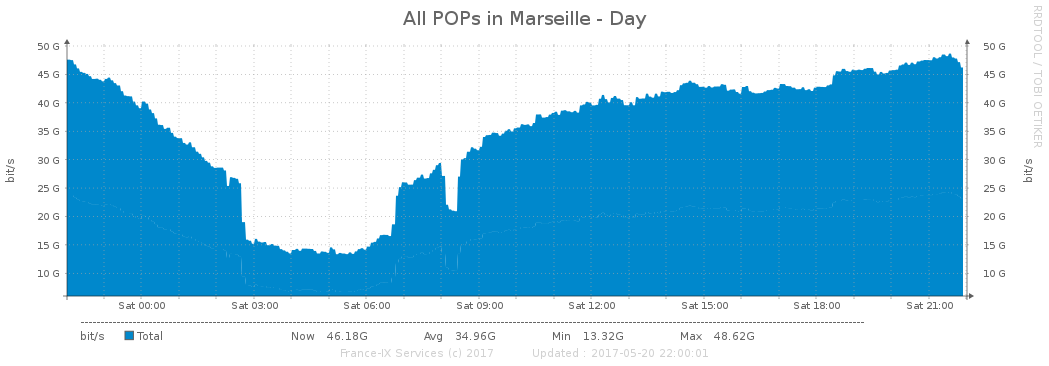 All POPs in Marseille - Day
RRDTOOL / TOBI OETIKER
50 G 50 G
45 G 45 G
40 G 40 G
35 G 35 G
30 G 30 G
25 G 25 G
20 G 20 G
15 G 15 G
10 G 10 G
bit/s
bit/s
Sat 00:00 Sat 03:00 Sat 06:00 Sat 09:00 Sat 12:00 Sat 15:00 Sat 18:00 Sat 21:00
bit/s Total Now 46.18G Avg 34.96G Min 13.32G Max 48.62G
France-IX Services (c) 2017 Updated : 2017-05-20 22:00:01